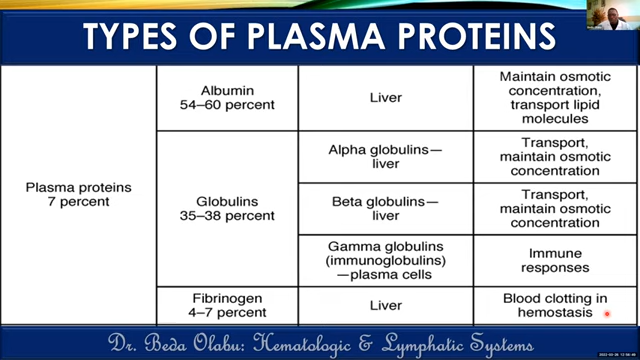 TYPES OF PLASMA PROTEINS
Plasma proteins
7 percent
Albumin
54–60 percent
Liver
Maintain osmotic
concentration,
transport lipid
molecules
Globulins
35–38 percent
Alpha globulins—
liver
Transport,
maintain osmotic
concentration
Beta globulins—
liver
Transport,
maintain osmotic
concentration
Gamma globulins
(immunoglobulins)
—plasma cells
Immune
responses
Fibrinogen
4–7 percent
Liver
Blood clotting in
hemostasis
Dr. Beda Olabu: Hematologic & Lymphatic Systems